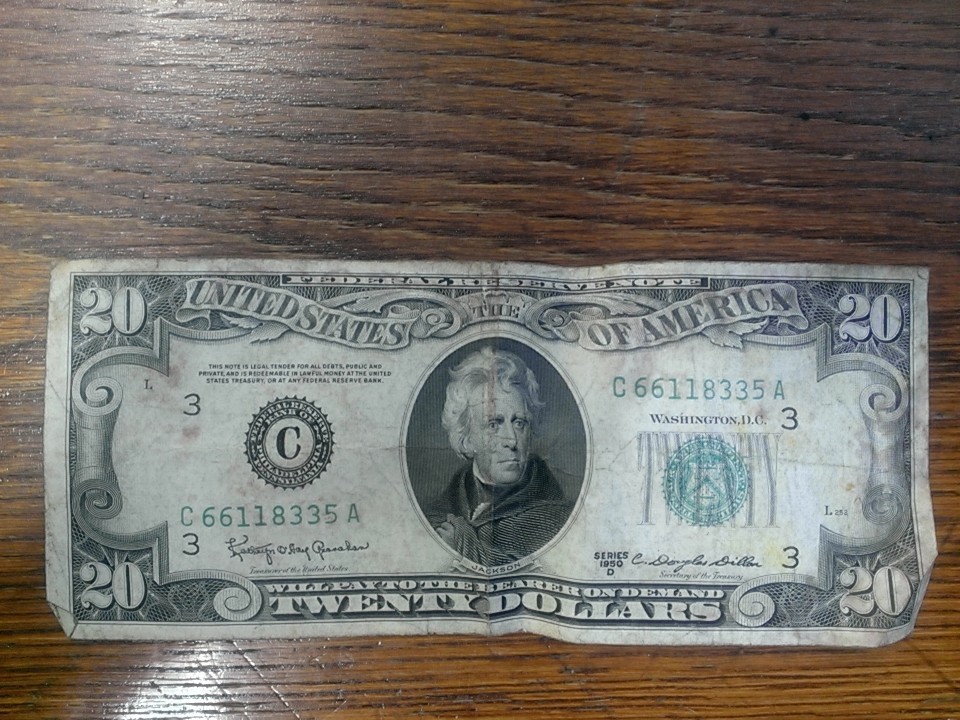 FEDERAL RESERVE NOTE
20 UNITED STATES THE OF AMERICA 20
THIS NOTE IS LEGAL TENDER FOR ALL DEBTS, PUBLIC AND
PRIVATE, AND IS REDEEMABLE IN LAWFUL MONEY AT THE UNITED
STATES TREASURY, OR AT ANY FEDERAL RESERVE BANK.
L
3
C
C 66118335 A
3
Treasurer of the United States
JACKSON
C 66118335 A
WASHINGTON, D.C. 3
L 252
SERIES
1950
D
C. Douglas Dillon
Secretary of the Treasury
3
20 WILL PAY TO THE BEARER ON DEMAND 20
TWENTY DOLLARS